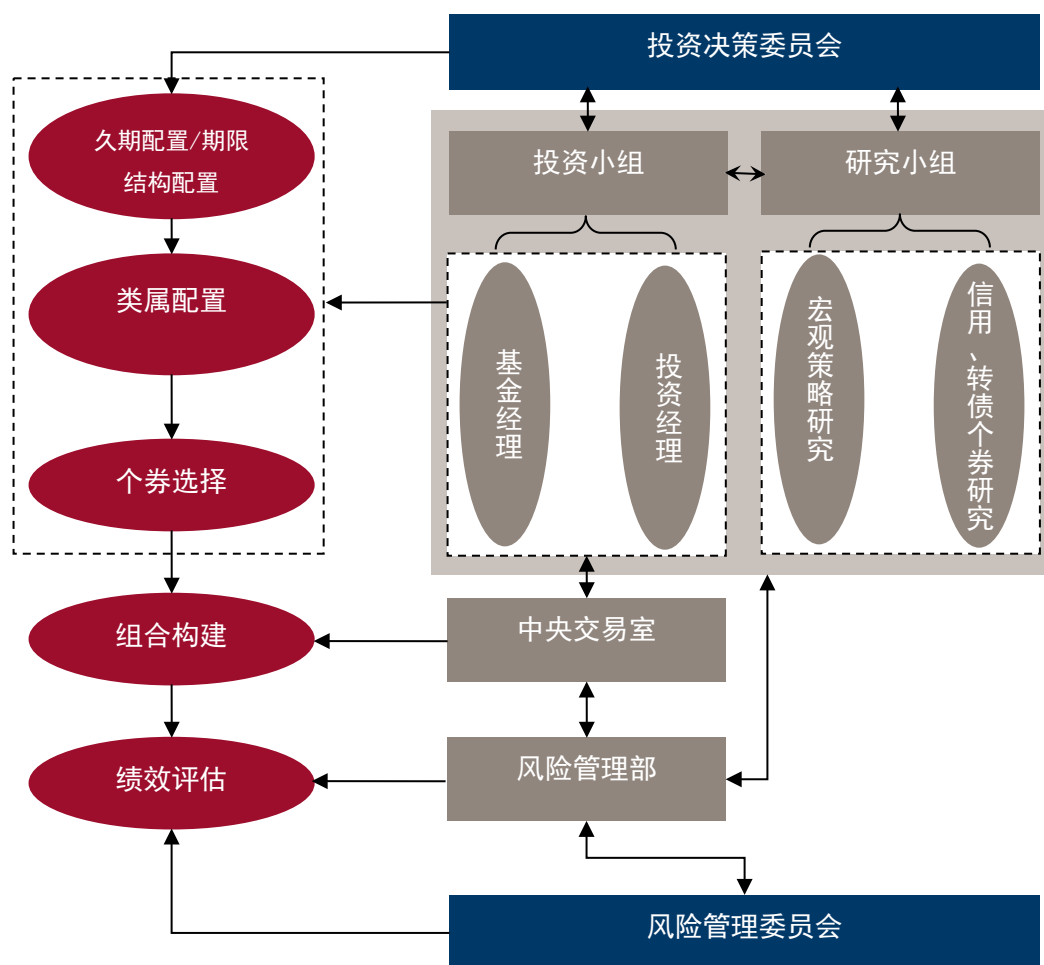 投资决策委员会
久期配置/期限
结构配置
投资小组
研究小组
类属配置
基金经理
投资经理
宏观策略研究
信用、转债个券研究
个券选择
组合构建
中央交易室
绩效评估
风险管理部
风险管理委员会